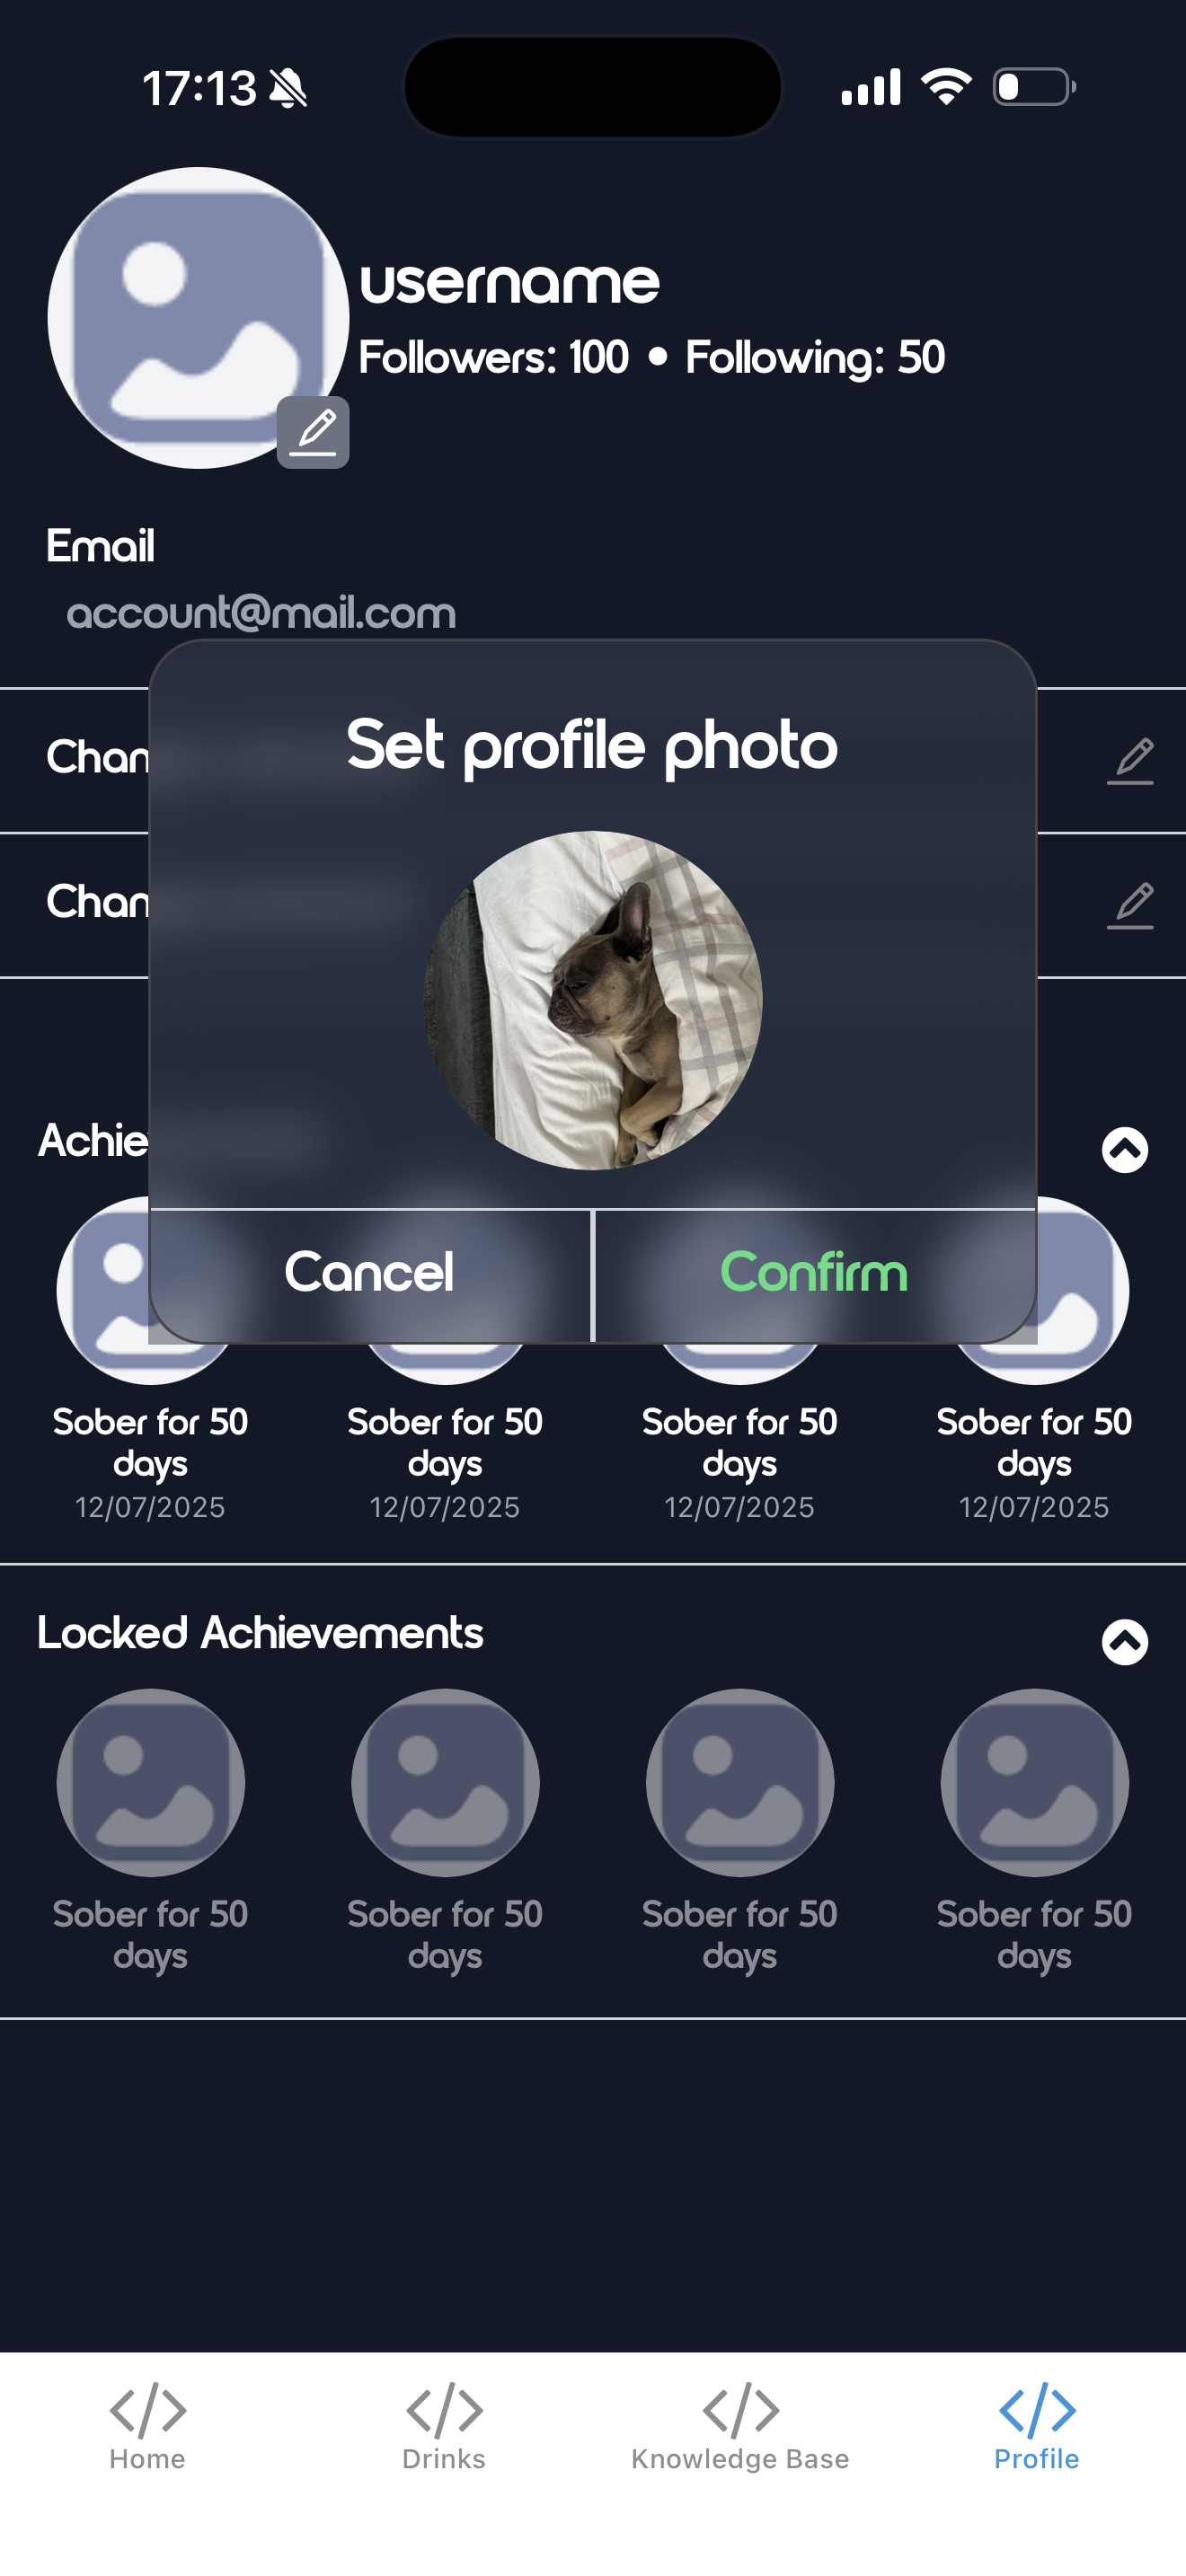 17:13
username
Followers: 100 • Following: 50
Email
account@mail.com
Set profile photo
Cancel
Confirm
Sober for 50 days
12/07/2025
Sober for 50 days
12/07/2025
Sober for 50 days
12/07/2025
Sober for 50 days
12/07/2025
Locked Achievements
Sober for 50 days
Sober for 50 days
Sober for 50 days
Sober for 50 days
Home
Drinks
Knowledge Base
Profile